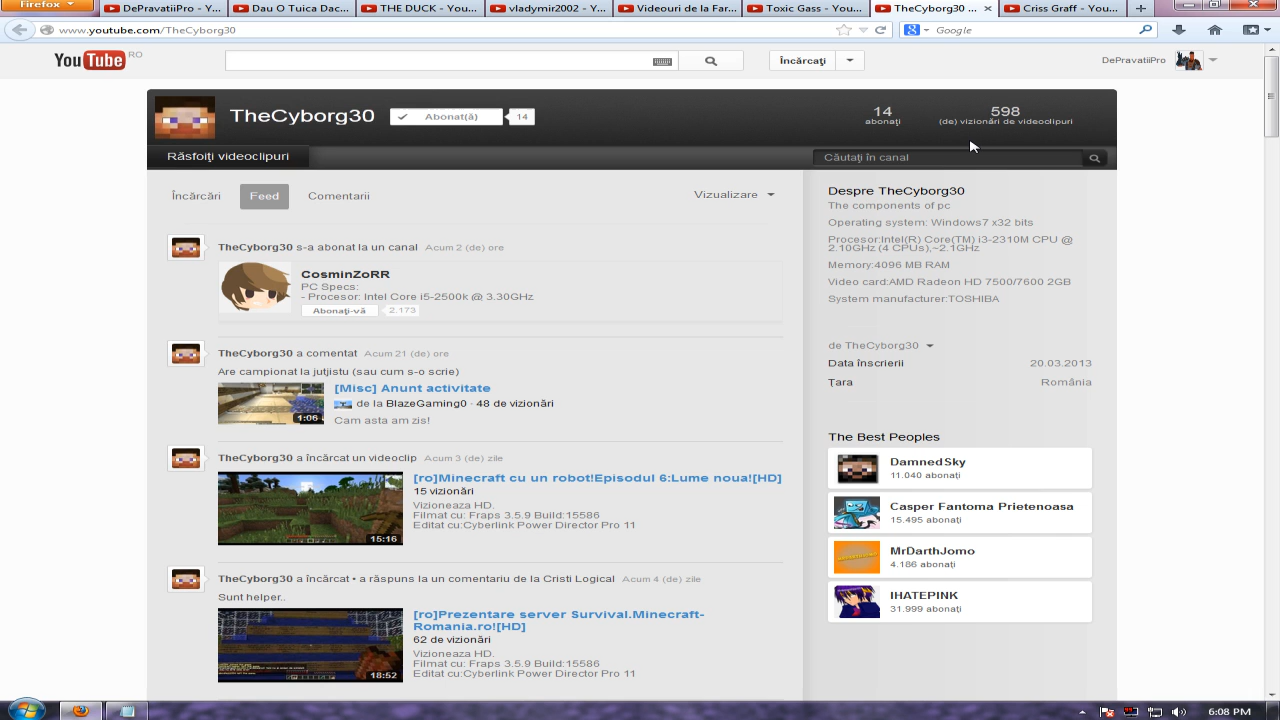 Firefox
DePravatiiPro - Y...
Dau O Tuica Dac...
THE DUCK - Yo...
vladymir2002 - Y...
Videouri de la Far...
Toxic Gass - Yo...
TheCyborg30 ...
Criss Graff - You...
www.youtube.com/TheCyborg30
Google
YouTube RO
Încărcaţi
DePravatiiPro
TheCyborg30
Abonat(ă)
14
14
abonaţi
598
(de) vizionări de videoclipuri
Răsfoiţi videoclipuri
Căutaţi în canal
Încărcări
Feed
Comentarii
Vizualizare
TheCyborg30 s-a abonat la un canal Acum 2 (de) ore
CosminZoRR
PC Specs:
- Procesor: Intel Core i5-2500k @ 3.30GHz
Abonaţi-vă 2.173
TheCyborg30 a comentat Acum 21 (de) ore
Are campionat la jutjistu (sau cum s-o scrie)
[Misc] Anunt activitate
de la BlazeGaming0 · 48 de vizionări
Cam asta am zis!
1:06
TheCyborg30 a încărcat un videoclip Acum 3 (de) zile
[ro]Minecraft cu un robot!Episodul 6:Lume noua![HD]
15 vizionări
Vizioneaza HD.
Filmat cu: Fraps 3.5.9 Build:15586
Editat cu:Cyberlink Power Director Pro 11
15:16
TheCyborg30 a încărcat • a răspuns la un comentariu de la Cristi Logical Acum 4 (de) zile
Sunt helper..
[ro]Prezentare server Survival.Minecraft-
Romania.ro![HD]
62 de vizionări
Vizioneaza HD.
Filmat cu: Fraps 3.5.9 Build:15586
Editat cu:Cyberlink Power Director Pro 11
18:52
Despre TheCyborg30
The components of pc
Operating system: Windows7 x32 bits
Procesor:Intel(R) Core(TM) i3-2310M CPU @
2.10GHz (4 CPUs),~2.1GHz
Memory:4096 MB RAM
Video card:AMD Radeon HD 7500/7600 2GB
System manufacturer:TOSHIBA
de TheCyborg30
Data înscrierii 20.03.2013
Ţara România
The Best Peoples
DamnedSky
11.040 abonaţi
Casper Fantoma Prietenoasa
15.495 abonaţi
MrDarthJomo
4.186 abonaţi
IHATEPINK
31.999 abonaţi
6:08 PM